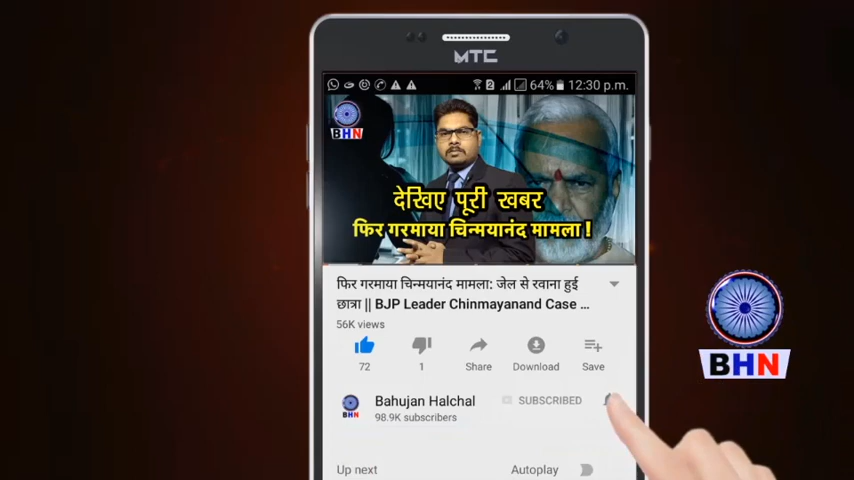 MTC
64% 12:30 p.m.
BHN
देखिए पूरी खबर
फिर गरमाया चिन्मयानंद मामला !
फिर गरमाया चिन्मयानंद मामला: जेल से रवाना हुई
छात्रा || BJP Leader Chinmayanand Case ...
56K views
72 1 Share Download Save
BHN
Bahujan Halchal SUBSCRIBED
98.9K subscribers
BHN
Up next Autoplay